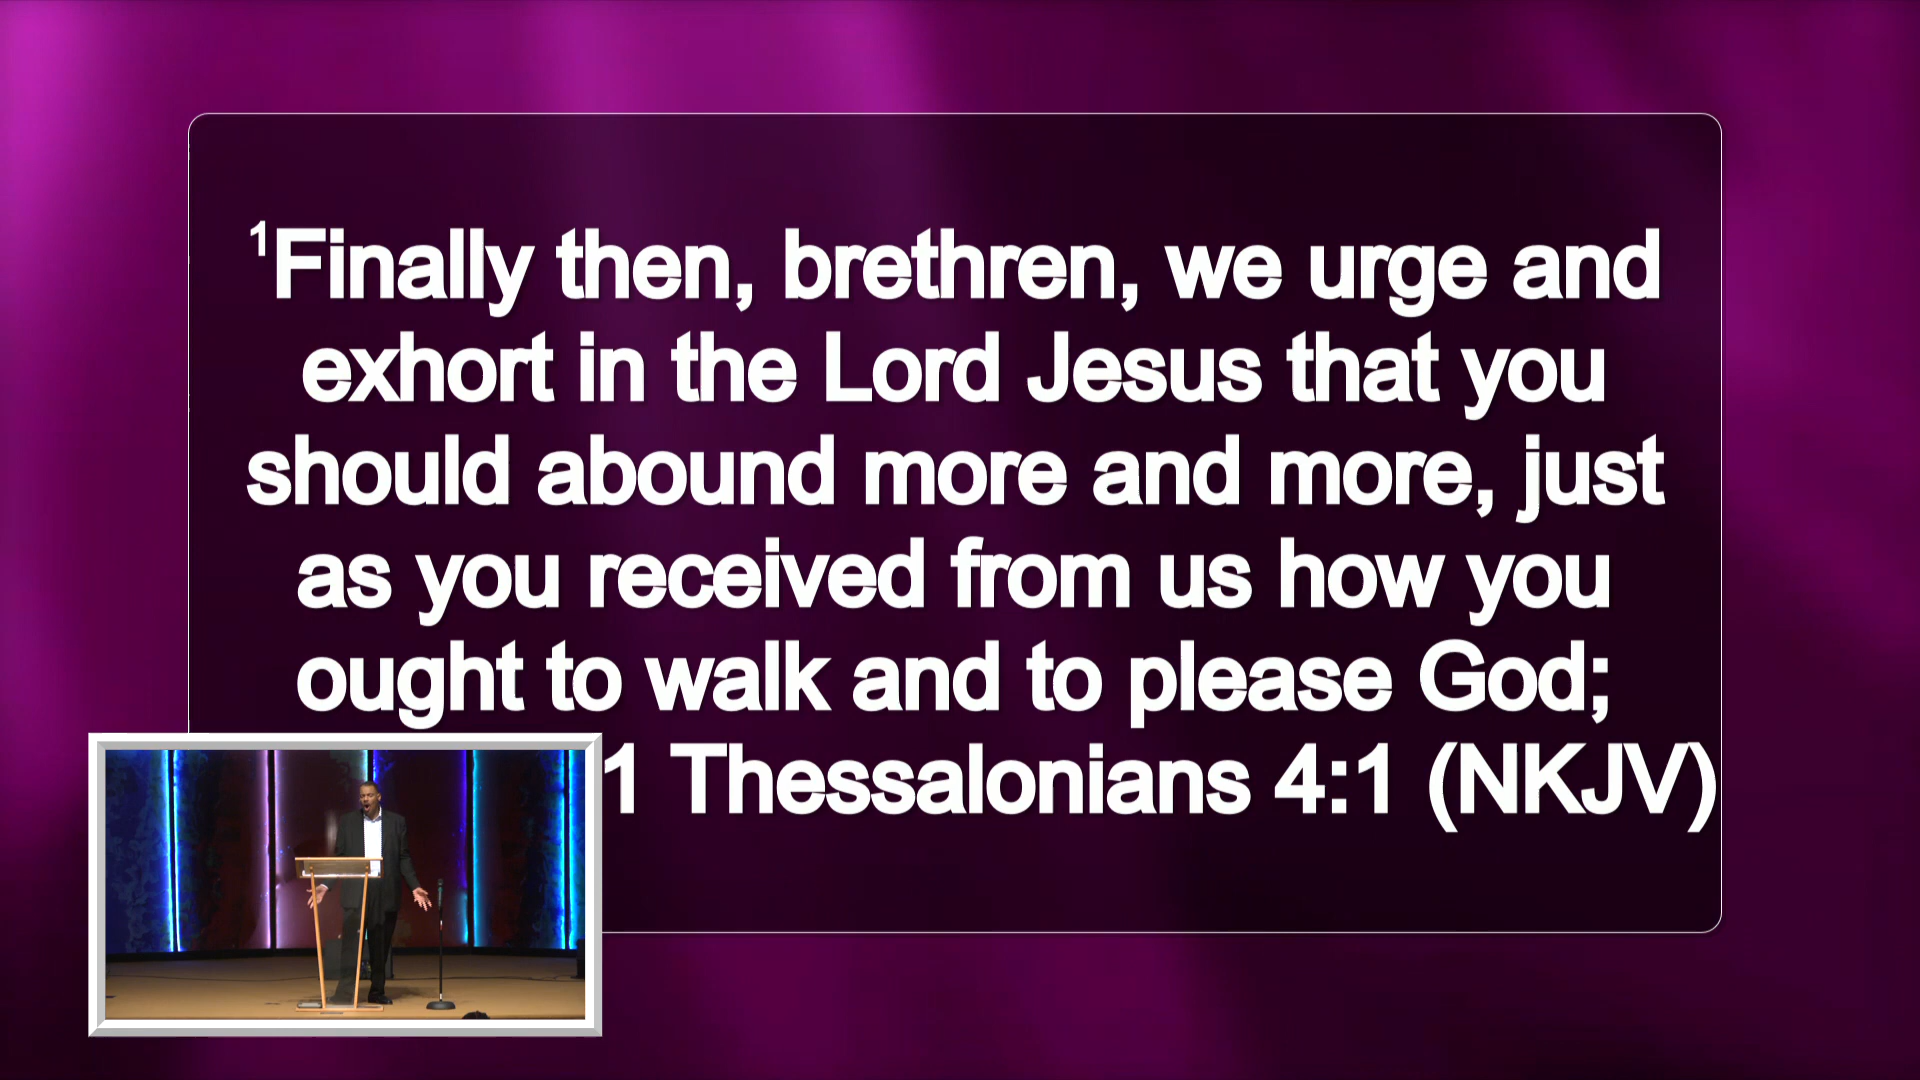 ¹Finally then, brethren, we urge and
exhort in the Lord Jesus that you
should abound more and more, just
as you received from us how you
ought to walk and to please God;
1 Thessalonians 4:1 (NKJV)